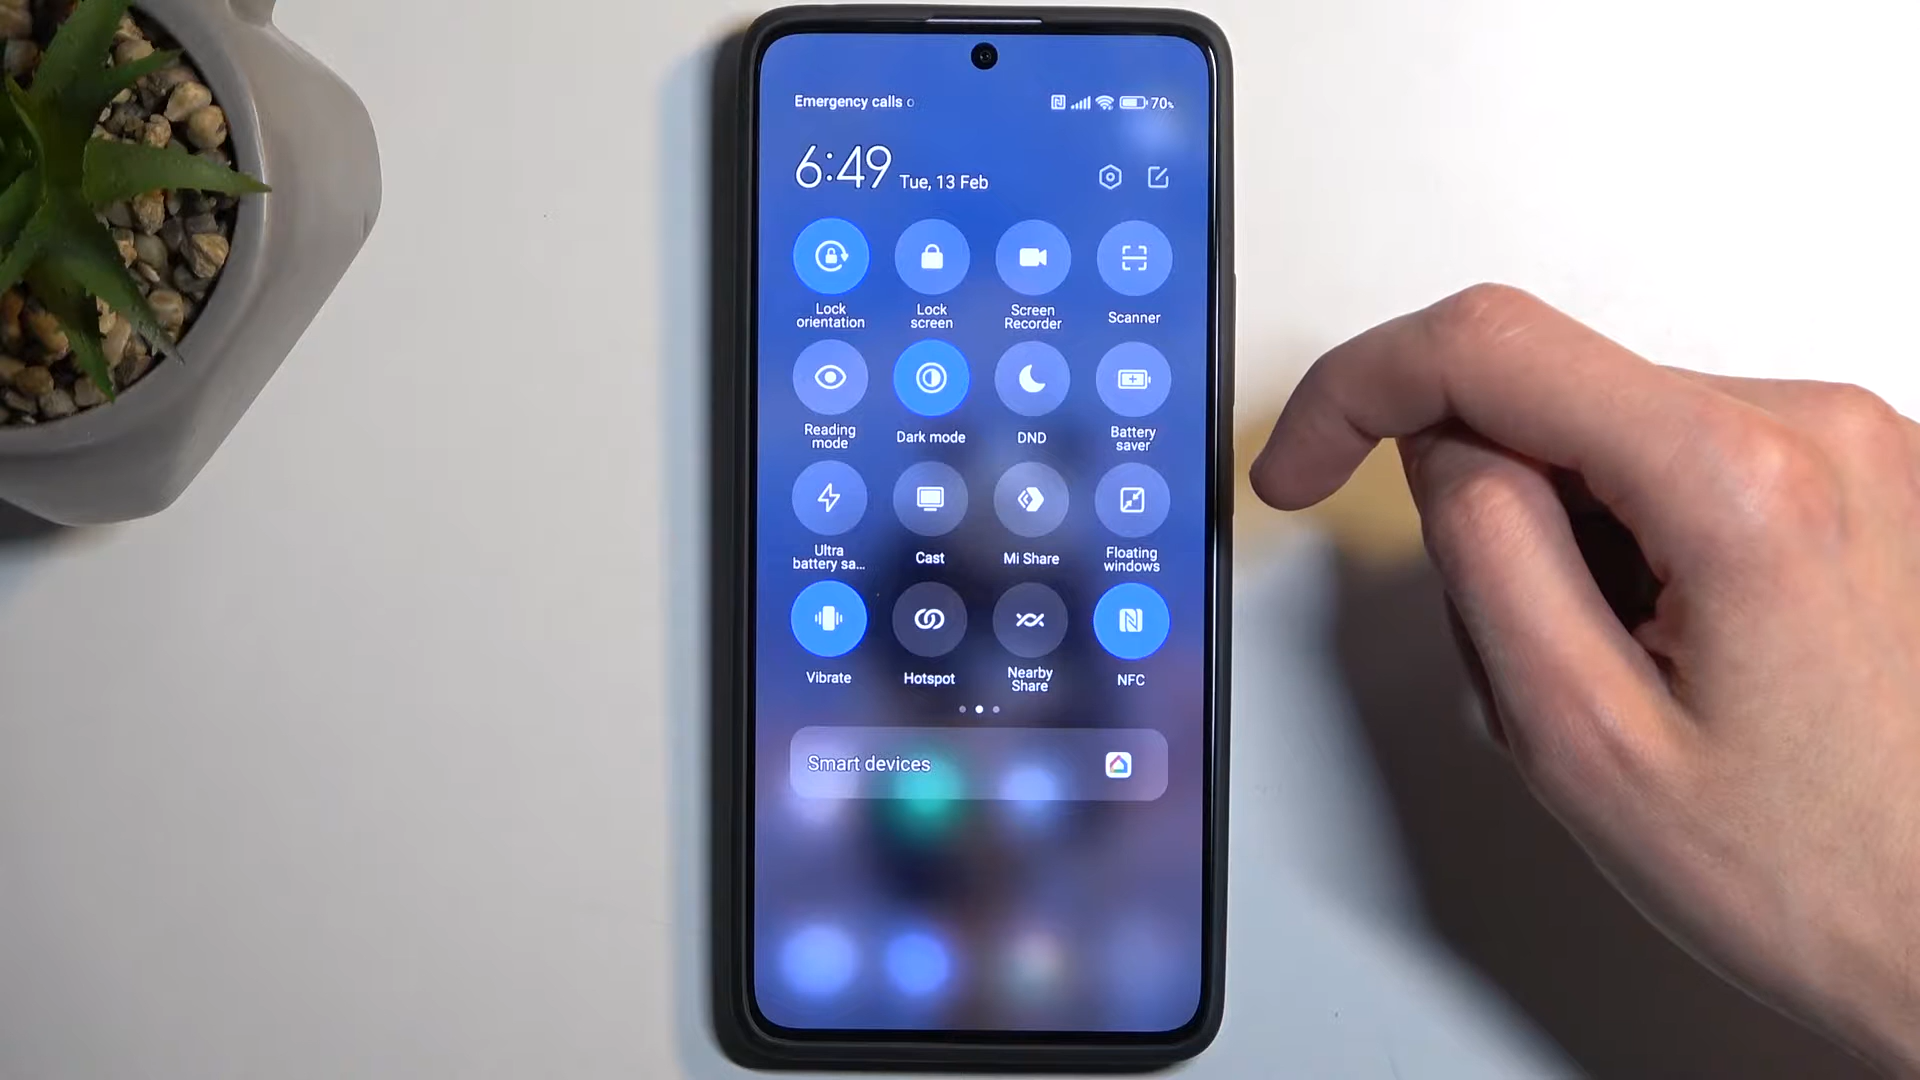 Emergency calls
70%
6:49 Tue, 13 Feb
Lock
orientation
Lock
screen
Screen
Recorder
Scanner
Reading
mode
Dark mode
DND
Battery
saver
Ultra
battery sa...
Cast
Mi Share
Floating
windows
Vibrate
Hotspot
Nearby
Share
NFC
Smart devices